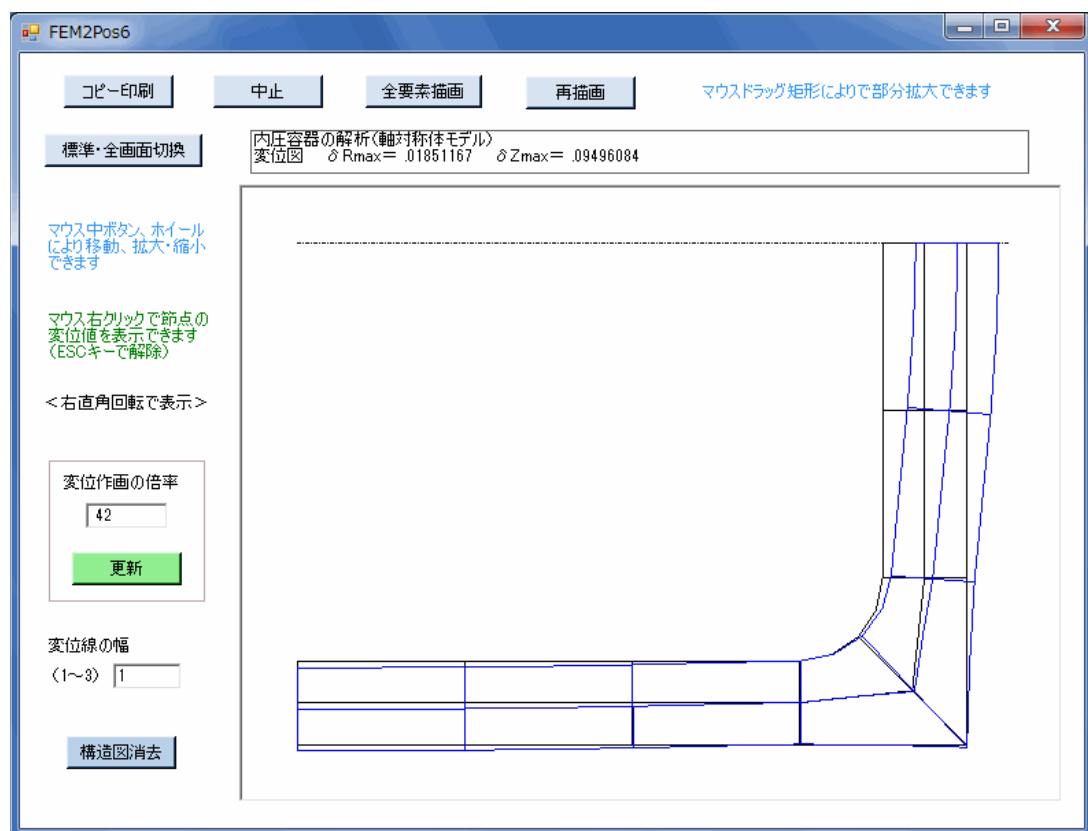 FEM2Pos6
コピー印刷
中止
全要素描画
再描画
マウスドラッグ矩形によりで部分拡大できます
標準・全画面切換
内圧容器の解析(軸対称体モデル)
変位図 δRmax= .01851167 δZmax= .09496084
マウス中ボタン、ホイール
により移動、拡大・縮小
できます
マウス右クリックで節点の
変位値を表示できます
(ESCキーで解除)
<右直角回転で表示>
変位作画の倍率
42
更新
変位線の幅
(1～3) 1
構造図消去